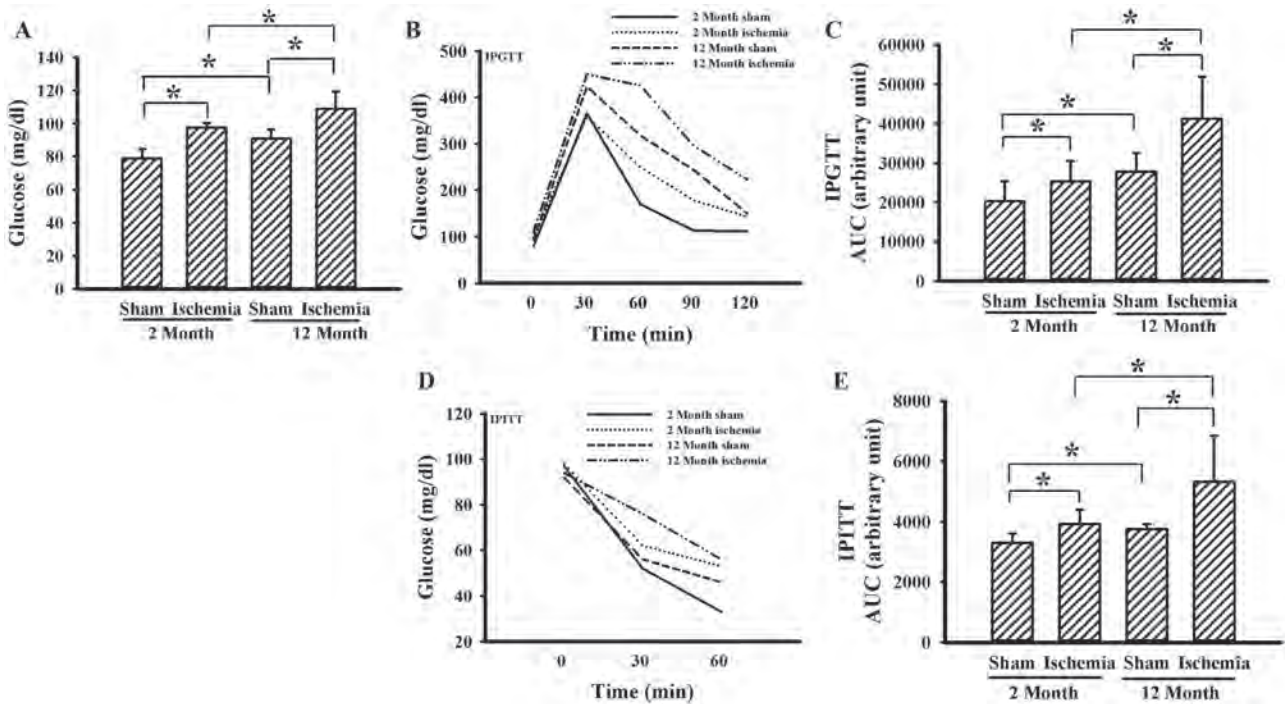 A
Glucose (mg/dl)
140
120
100
80
60
40
20
0
*
*
*
*
Sham Ischemia Sham Ischemia
2 Month 12 Month
B
2 Month sham
2 Month ischemia
12 Month sham
12 Month ischemia
IPGTT
Glucose (mg/dl)
500
400
300
200
100
0
0 30 60 90 120
Time (min)
C
IPGTT
AUC (arbitrary unit)
60000
50000
40000
30000
20000
10000
0
*
*
*
*
Sham Ischemia Sham Ischemia
2 Month 12 Month
D
IPITT
2 Month sham
2 Month ischemia
12 Month sham
12 Month ischemia
Glucose (mg/dl)
120
100
80
60
40
20
0 30 60
Time (min)
E
IPITT
AUC (arbitrary unit)
8000
6000
4000
2000
0
*
*
*
*
Sham Ischemia Sham Ischemia
2 Month 12 Month